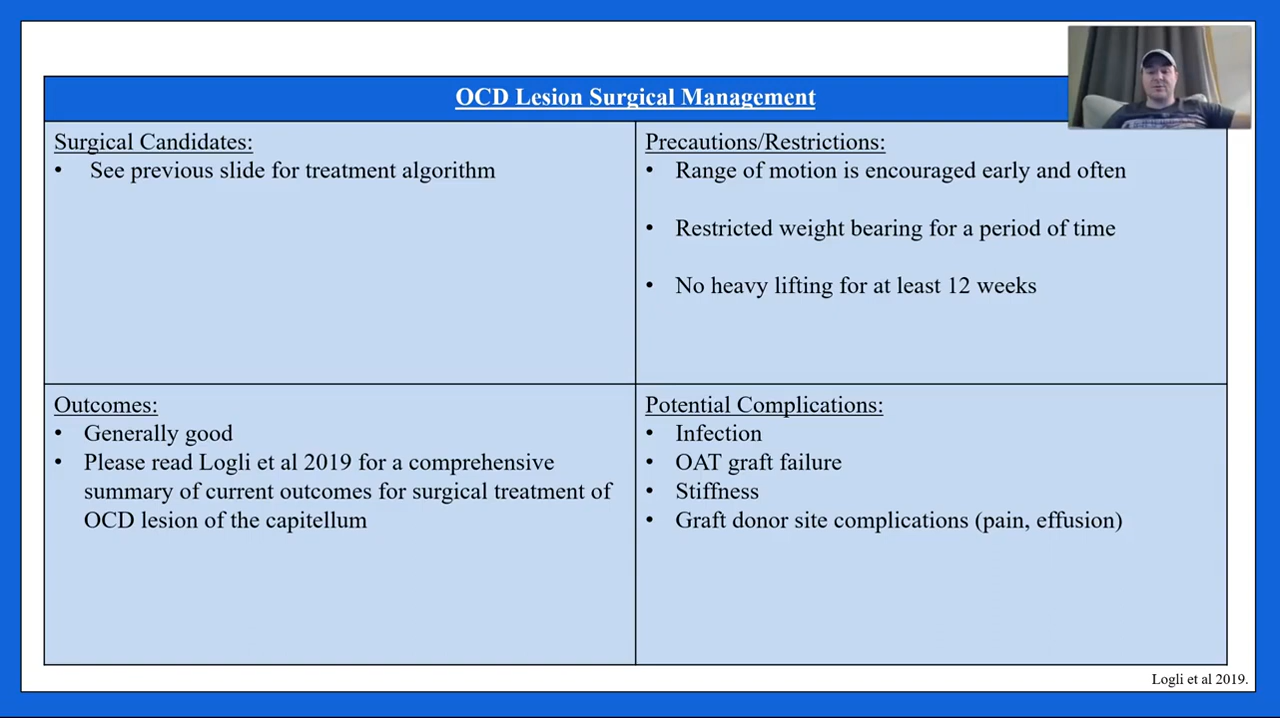 OCD Lesion Surgical Management
Surgical Candidates:
• See previous slide for treatment algorithm
Precautions/Restrictions:
• Range of motion is encouraged early and often
• Restricted weight bearing for a period of time
• No heavy lifting for at least 12 weeks
Outcomes:
• Generally good
• Please read Logli et al 2019 for a comprehensive
summary of current outcomes for surgical treatment of
OCD lesion of the capitellum
Potential Complications:
• Infection
• OAT graft failure
• Stiffness
• Graft donor site complications (pain, effusion)
Logli et al 2019.